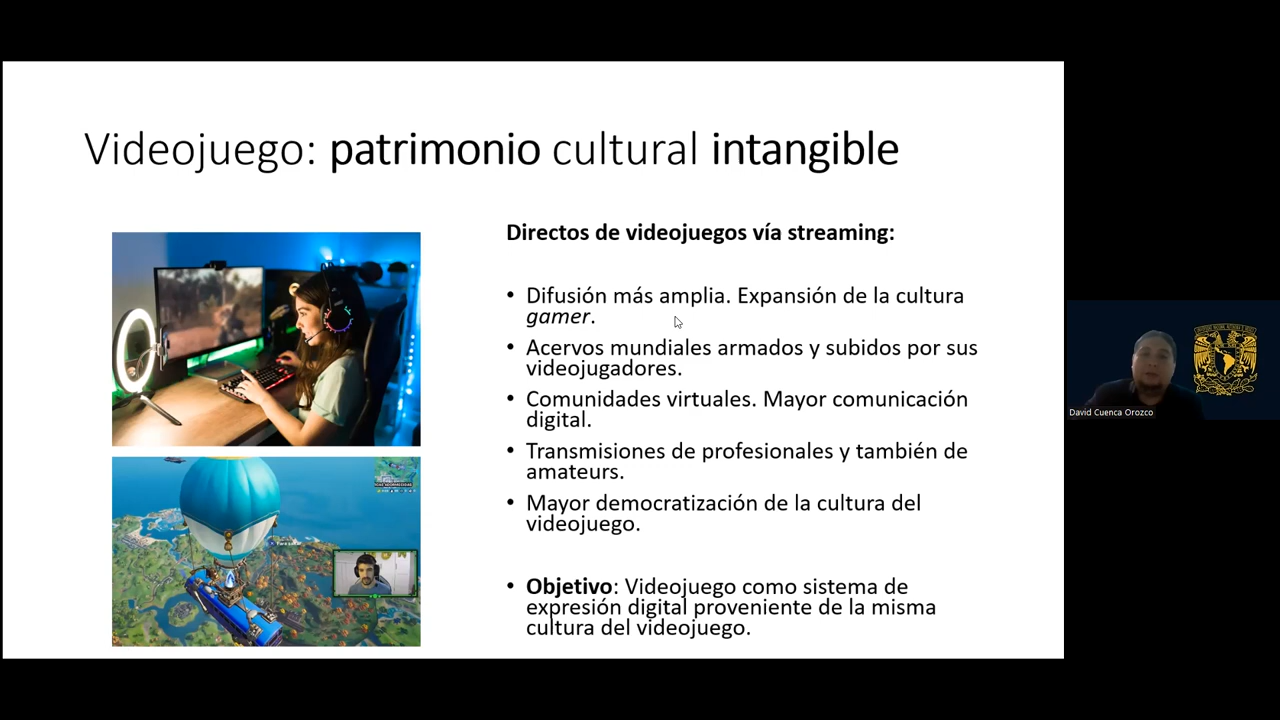 Videojuego: patrimonio cultural intangible
Directos de videojuegos vía streaming:
• Difusión más amplia. Expansión de la cultura
gamer.
• Acervos mundiales armados y subidos por sus
videojugadores.
• Comunidades virtuales. Mayor comunicación
digital.
• Transmisiones de profesionales y también de
amateurs.
• Mayor democratización de la cultura del
videojuego.
• Objetivo: Videojuego como sistema de
expresión digital proveniente de la misma
cultura del videojuego.
David Cuenca Orozco